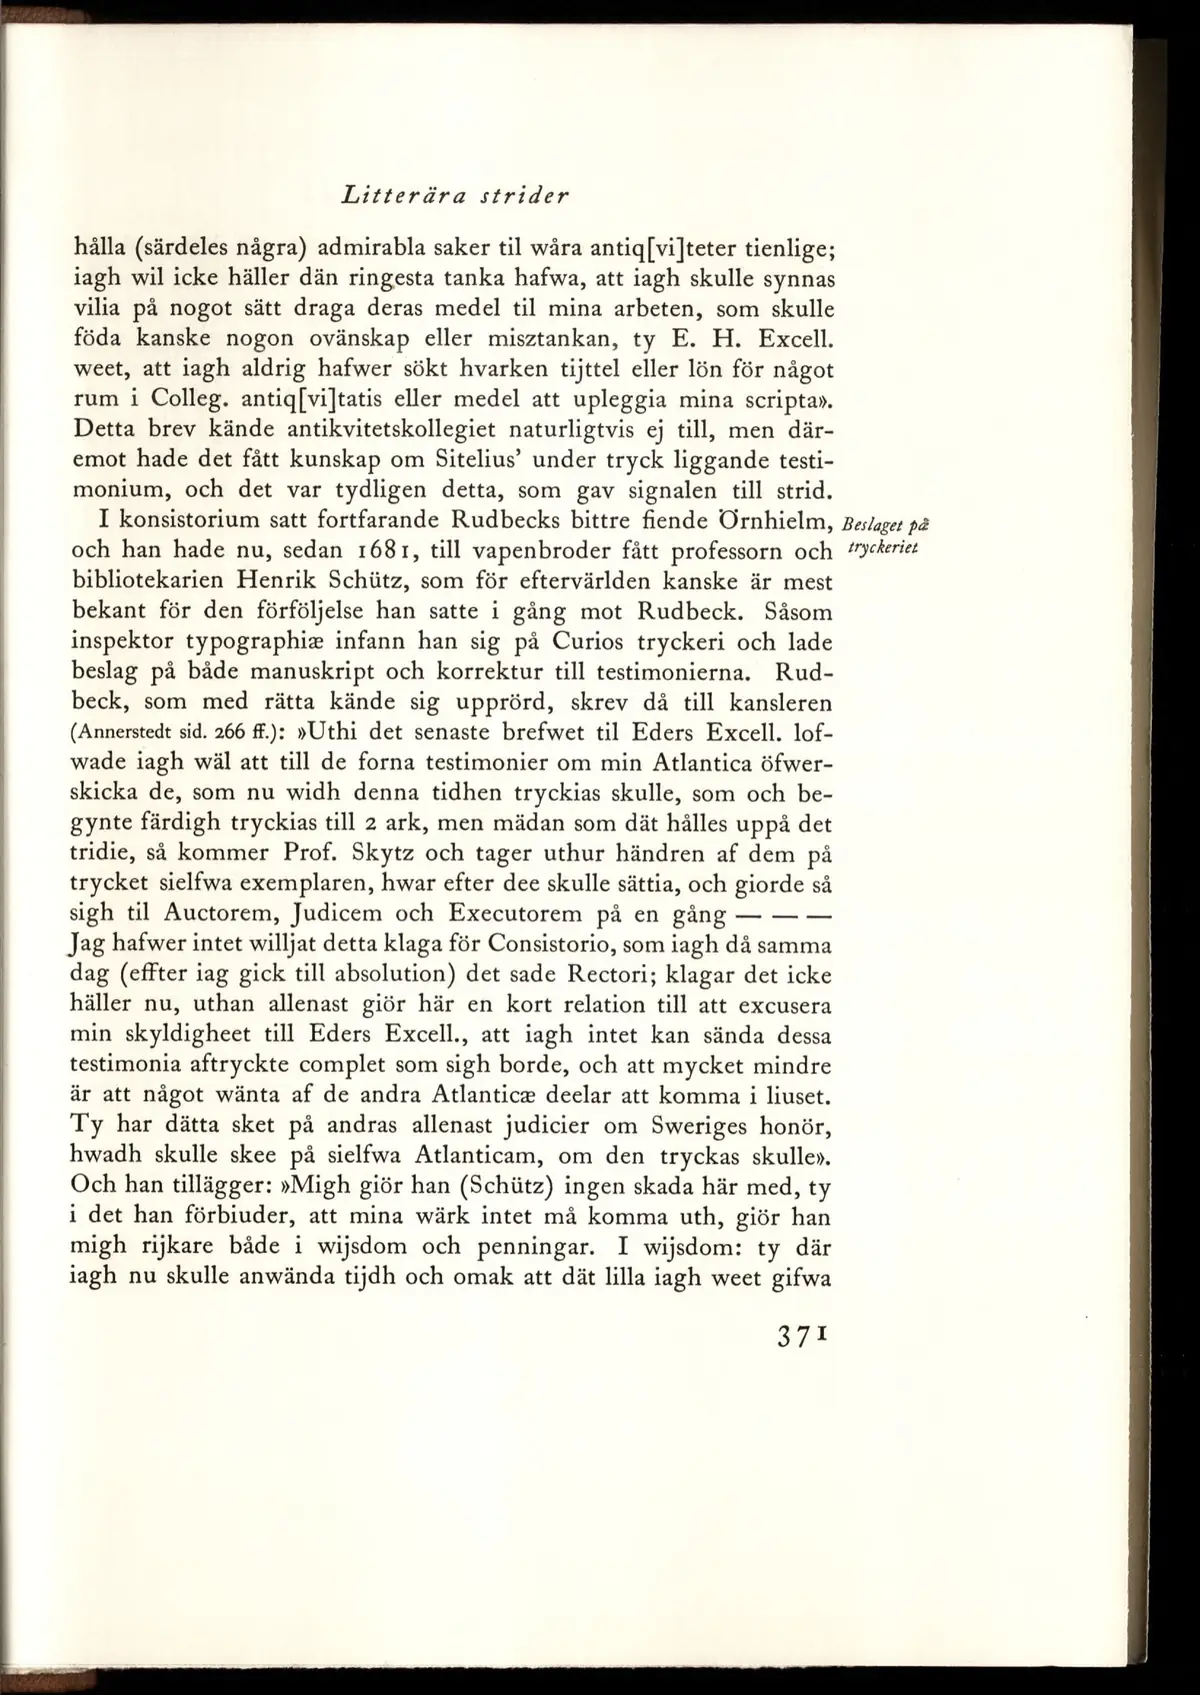 Litterära strider
hålla (särdeles några) admirabla saker til wåra antiq[vi]teter tienlige;
iagh wil icke häller dän ringesta tanka hafwa, att iagh skulle synnas
vilia på nogot sätt draga deras medel til mina arbeten, som skulle
föda kanske nogon ovänskap eller misztankan, ty E. H. Excell.
weet, att iagh aldrig hafwer sökt hvarken tijttel eller lön för något
rum i Colleg. antiq[vi]tatis eller medel att upleggia mina scripta».
Detta brev kände antikvitetskollegiet naturligtvis ej till, men där-
emot hade det fått kunskap om Sitelius’ under tryck liggande testi-
monium, och det var tydligen detta, som gav signalen till strid.
I konsistorium satt fortfarande Rudbecks bittre fiende Örnhielm,
och han hade nu, sedan 1681, till vapenbroder fått professorn och
bibliotekarien Henrik Schütz, som för eftervärlden kanske är mest
bekant för den förföljelse han satte i gång mot Rudbeck. Såsom
inspektor typographiæ infann han sig på Curios tryckeri och lade
beslag på både manuskript och korrektur till testimonierna. Rud-
beck, som med rätta kände sig upprörd, skrev då till kansleren
(Annerstedt sid. 266 ff.): »Uthi det senaste brefwet til Eders Excell. lof-
wade iagh wäl att till de forna testimonier om min Atlantica öfwer-
skicka de, som nu widh denna tidhen tryckias skulle, som och be-
gynte färdigh tryckias till 2 ark, men mädan som dät hålles uppå det
tridie, så kommer Prof. Skytz och tager uthur händren af dem på
trycket sielfwa exemplaren, hwar efter dee skulle sättia, och giorde så
sigh til Auctorem, Judicem och Executorem på en gång — — —
Jag hafwer intet willjat detta klaga för Consistorio, som iagh då samma
dag (effter iag gick till absolution) det sade Rectori; klagar det icke
häller nu, uthan allenast giör här en kort relation till att excusera
min skyldigheet till Eders Excell., att iagh intet kan sända dessa
testimonia aftryckte complet som sigh borde, och att mycket mindre
är att något wänta af de andra Atlanticæ deelar att komma i liuset.
Ty har dätta sket på andras allenast judicier om Sweriges honör,
hwadh skulle skee på sielfwa Atlanticam, om den tryckas skulle».
Och han tillägger: »Migh giör han (Schütz) ingen skada här med, ty
i det han förbiuder, att mina wärk intet må komma uth, giör han
migh rijkare både i wijsdom och penningar. I wijsdom: ty där
iagh nu skulle anwända tijdh och omak att dät lilla iagh weet gifwa
Beslaget på
tryckeriet
371